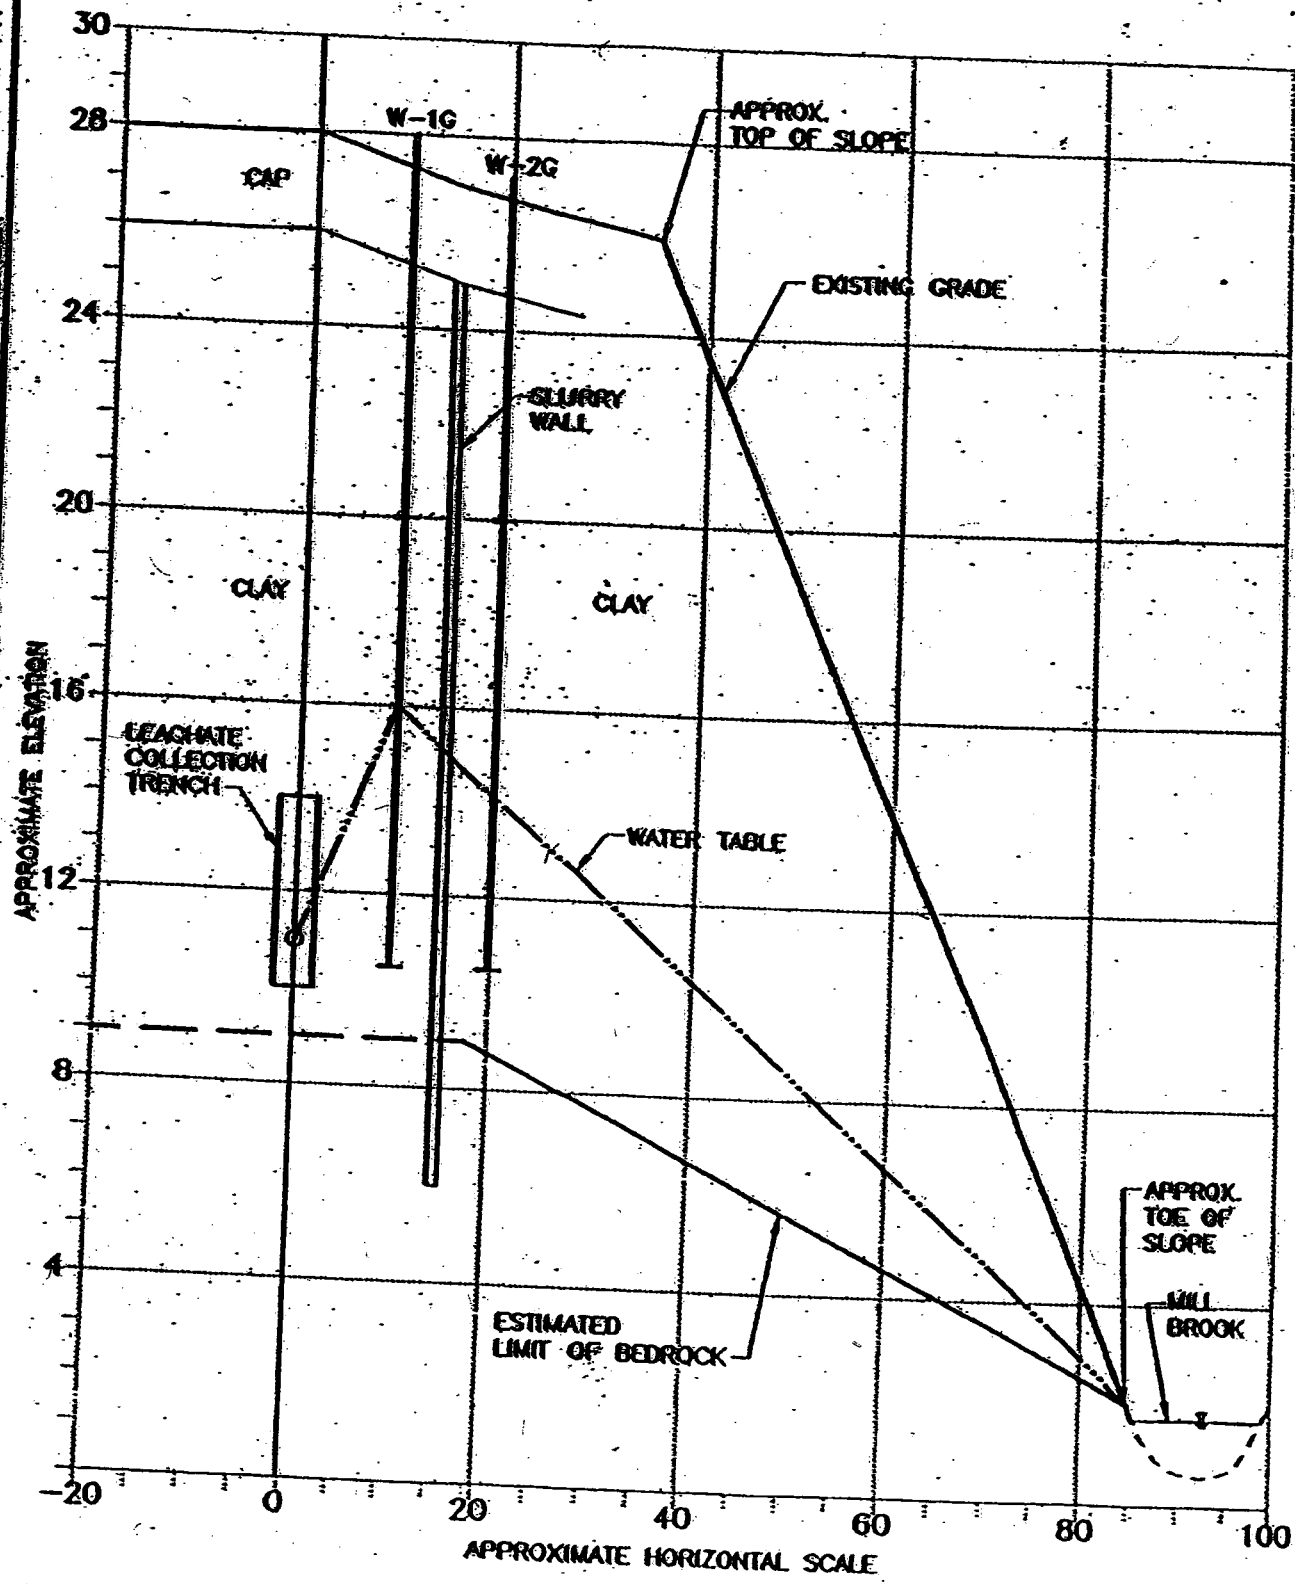 30
28
24
20
16
12
8
4
W-1G
W-2G
CAP
APPROX.
TOP OF SLOPE
EXISTING GRADE
SLURRY
WALL
CLAY
CLAY
APPROXIMATE ELEVATION
LEACHATE
COLLECTION
TRENCH
WATER TABLE
APPROX.
TOE OF
SLOPE
MILL
BROOK
ESTIMATED
LIMIT OF BEDROCK
-20
0
20
40
60
80
100
APPROXIMATE HORIZONTAL SCALE